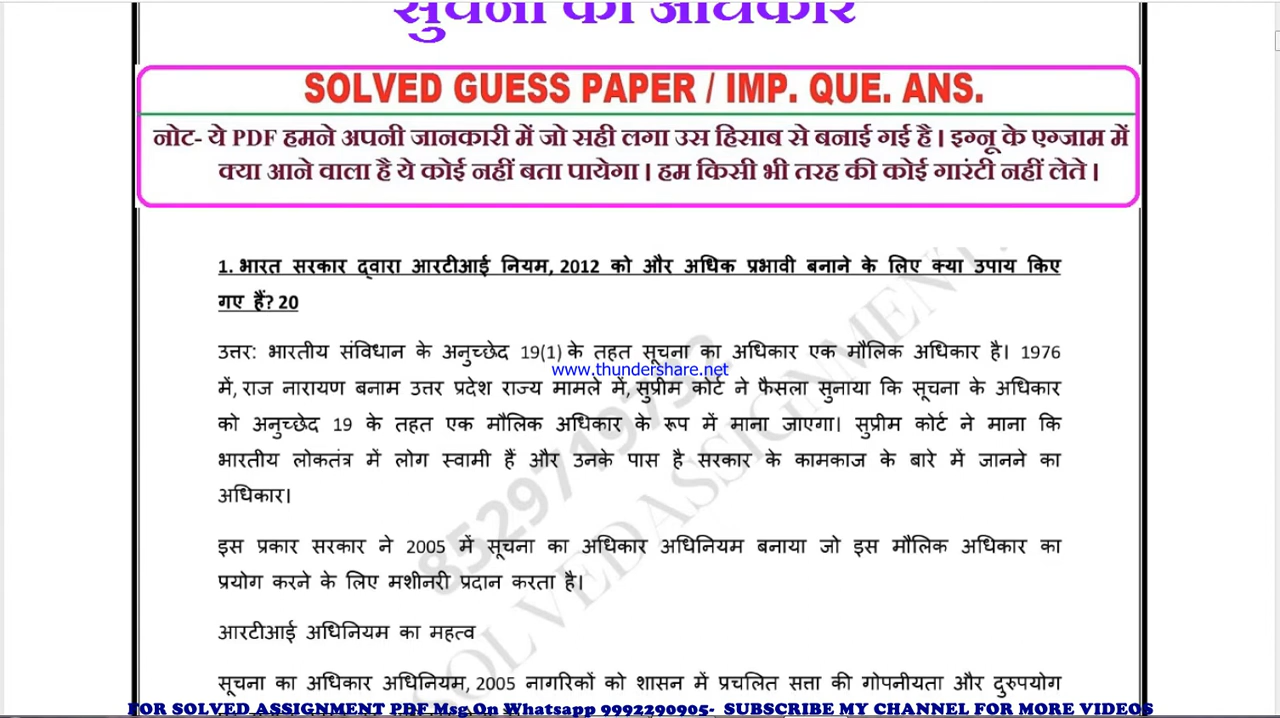 सुचना का अधिकार
SOLVED GUESS PAPER / IMP. QUE. ANS.
नोट- ये PDF हमने अपनी जानकारी में जो सही लगा उस हिसाब से बनाई गई है। इग्नू के एग्जाम में
क्या आने वाला है ये कोई नहीं बता पायेगा। हम किसी भी तरह की कोई गारंटी नहीं लेते।
1. भारत सरकार द्वारा आरटीआई नियम, 2012 को और अधिक प्रभावी बनाने के लिए क्या उपाय किए
गए हैं? 20
उत्तर: भारतीय संविधान के अनुच्छेद 19(1) के तहत सूचना का अधिकार एक मौलिक अधिकार है। 1976
www.thundershare.net
में, राज नारायण बनाम उत्तर प्रदेश राज्य मामले में, सुप्रीम कोर्ट ने फैसला सुनाया कि सूचना के अधिकार
को अनुच्छेद 19 के तहत एक मौलिक अधिकार के रूप में माना जाएगा। सुप्रीम कोर्ट ने माना कि
भारतीय लोकतंत्र में लोग स्वामी हैं और उनके पास है सरकार के कामकाज के बारे में जानने का
अधिकार।
इस प्रकार सरकार ने 2005 में सूचना का अधिकार अधिनियम बनाया जो इस मौलिक अधिकार का
प्रयोग करने के लिए मशीनरी प्रदान करता है।
आरटीआई अधिनियम का महत्व
सूचना का अधिकार अधिनियम, 2005 नागरिकों को शासन में प्रचलित सत्ता की गोपनीयता और दुरुपयोग
8529719732
SOLVED ASSIGNMENT
FOR SOLVED ASSIGNMENT PDF Msg On Whatsapp 9992290905- SUBSCRIBE MY CHANNEL FOR MORE VIDEOS